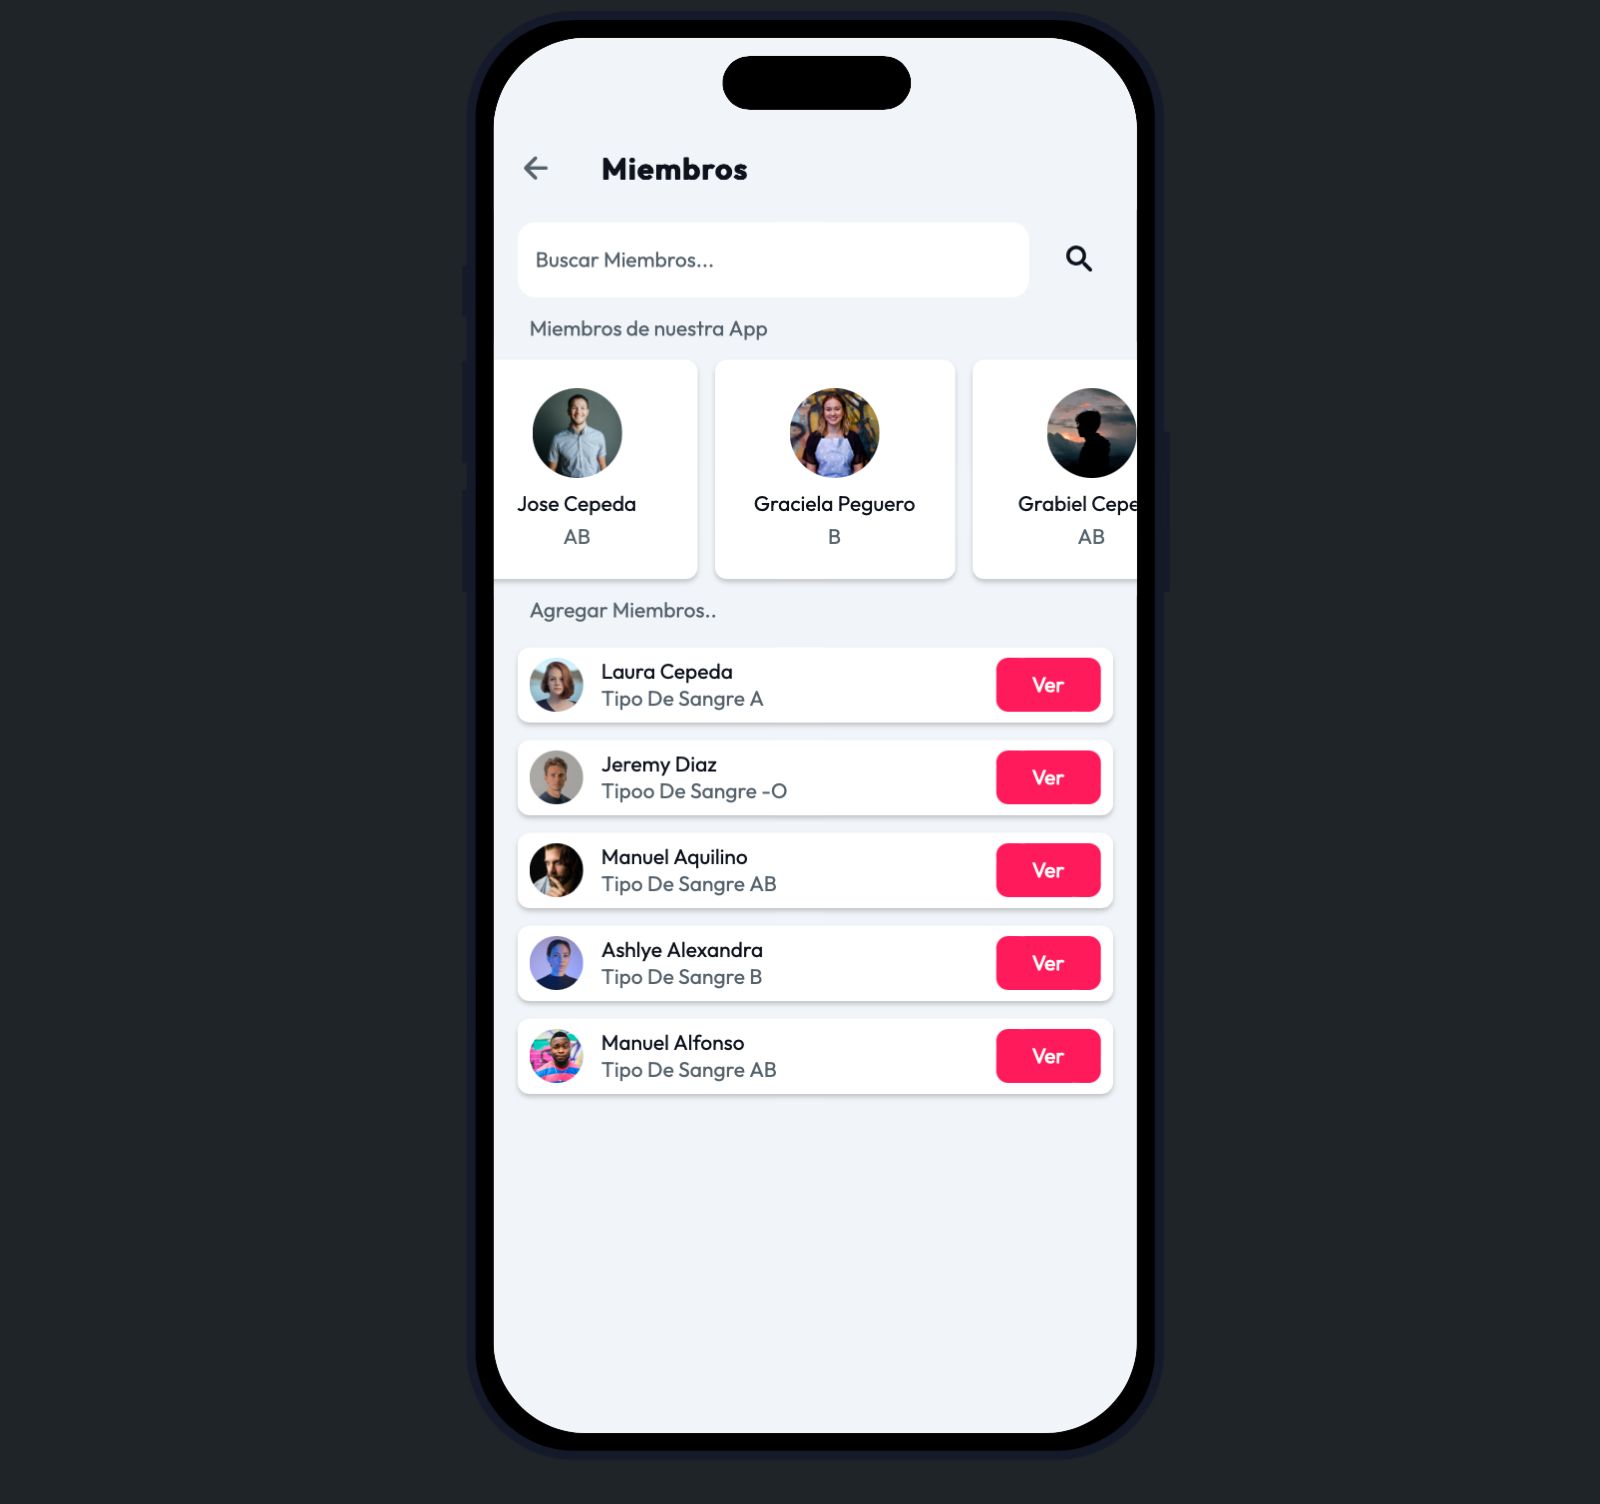 Miembros
Buscar Miembros...
Miembros de nuestra App
Jose Cepeda
AB
Graciela Peguero
B
Grabiel Cepe
AB
Agregar Miembros..
Laura Cepeda
Tipo De Sangre A
Ver
Jeremy Diaz
Tipoo De Sangre -O
Ver
Manuel Aquilino
Tipo De Sangre AB
Ver
Ashlye Alexandra
Tipo De Sangre B
Ver
Manuel Alfonso
Tipo De Sangre AB
Ver